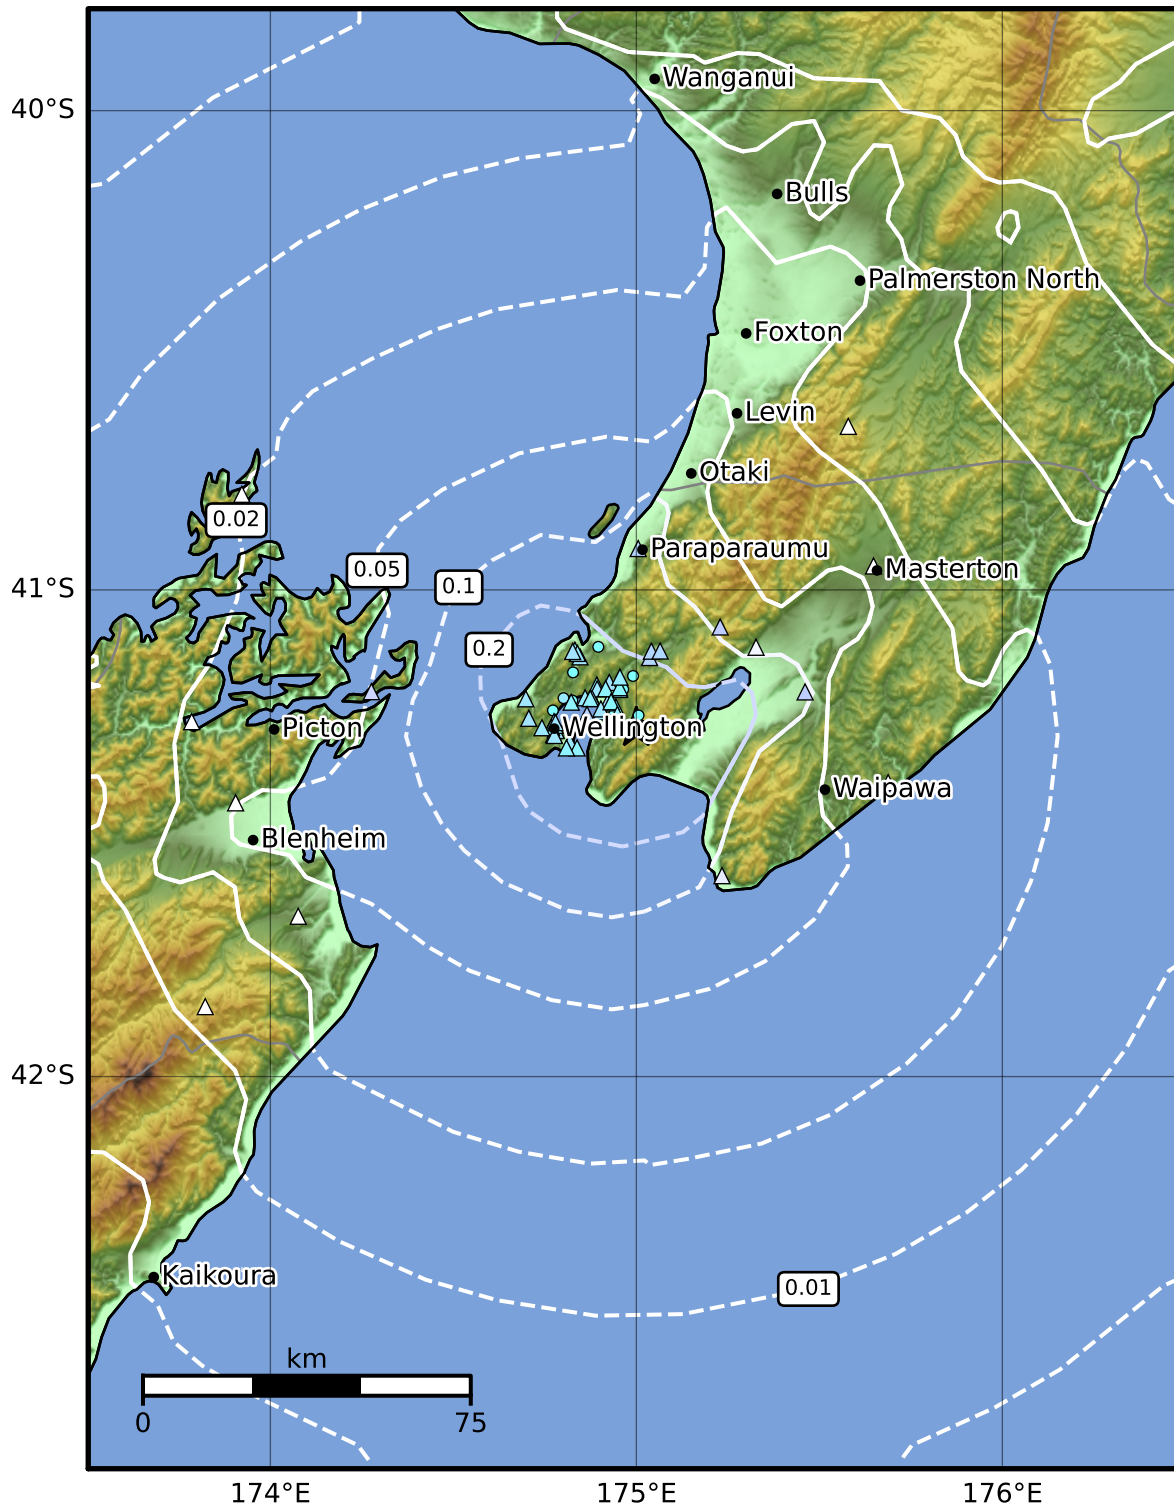 Wanganui
40°S
Bulls
Palmerston North
Foxton
Levin
Otaki
0.02
Paraparaumu
0.05
Masterton
0.1
41°S
0.2
Picton
Wellington
Waipawa
Blenheim
42°S
Kaikoura
0.01
km
0 75
174°E 175°E 176°E